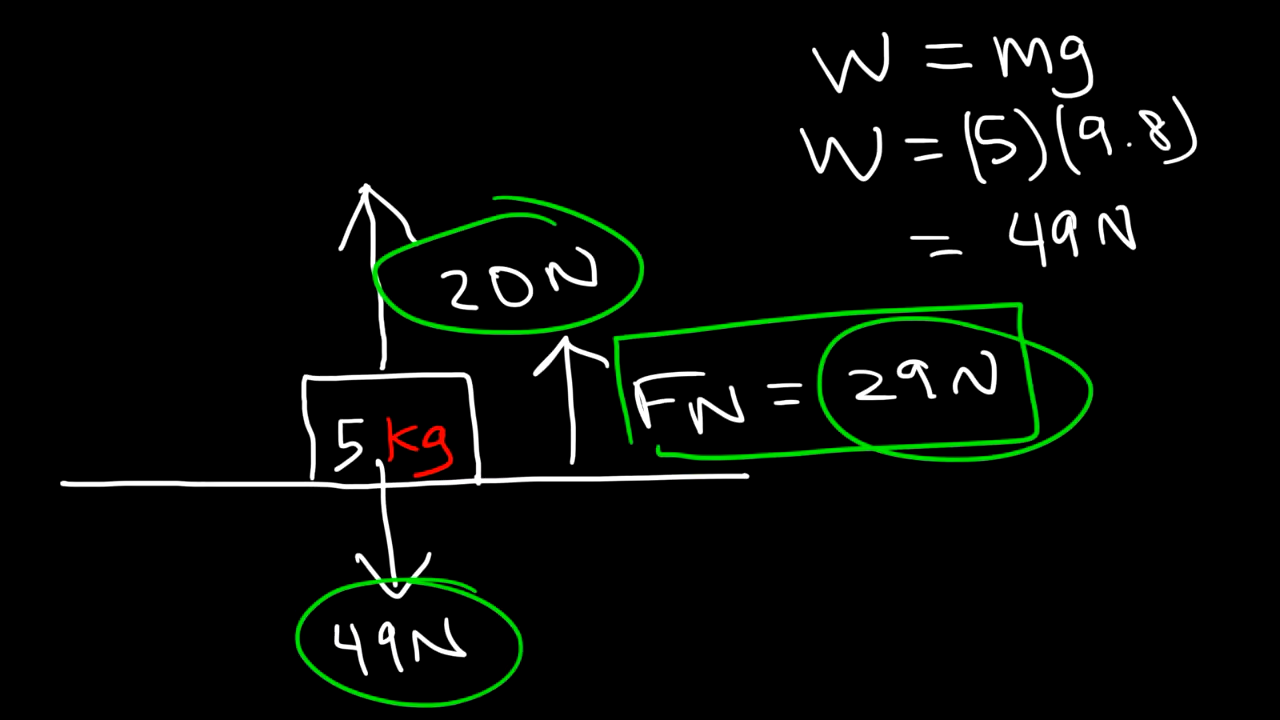 W = mg
W = (5)(9.8)
= 49N
20N
FN = 29N
5 kg
49N